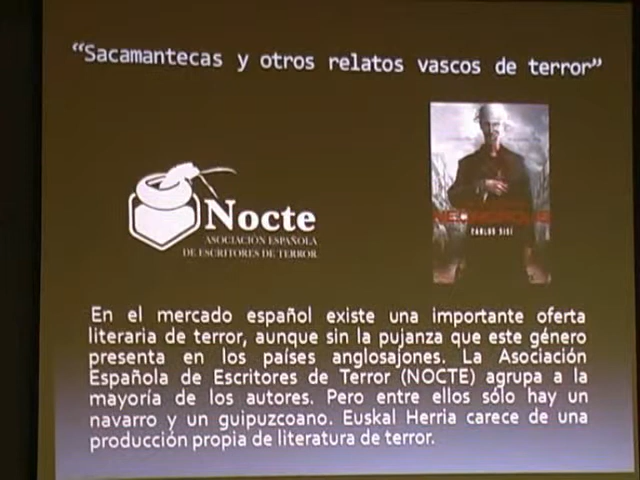 “Sacamantecas y otros relatos vascos de terror”
Nocte
ASOCIACIÓN ESPAÑOLA
DE ESCRITORES DE TERROR
CARLOS SISÍ
En el mercado español existe una importante oferta
literaria de terror, aunque sin la pujanza que este género
presenta en los países anglosajones. La Asociación
Española de Escritores de Terror (NOCTE) agrupa a la
mayoría de los autores. Pero entre ellos sólo hay un
navarro y un guipuzcoano. Euskal Herria carece de una
producción propia de literatura de terror.